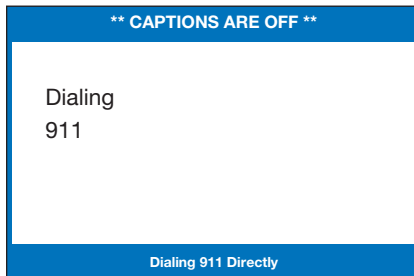 ** CAPTIONS ARE OFF **
Dialing
911
Dialing 911 Directly